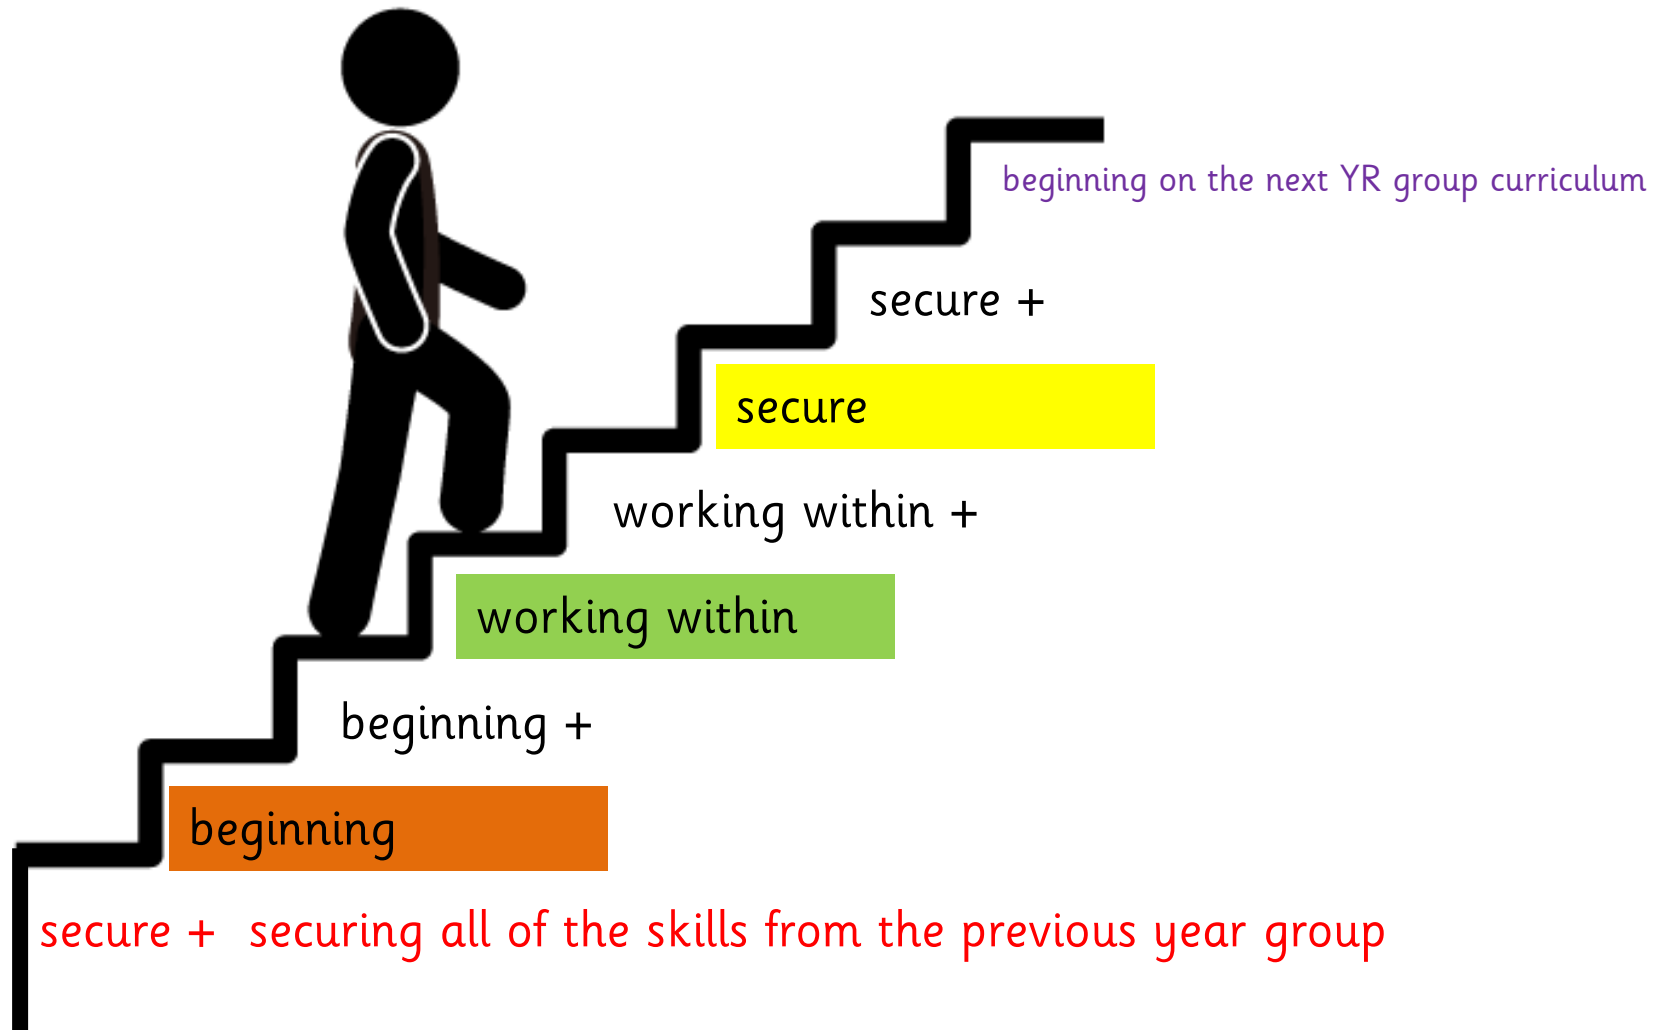 beginning on the next YR group curriculum
secure +
secure
working within +
working within
beginning +
beginning
secure +  securing all of the skills from the previous year group